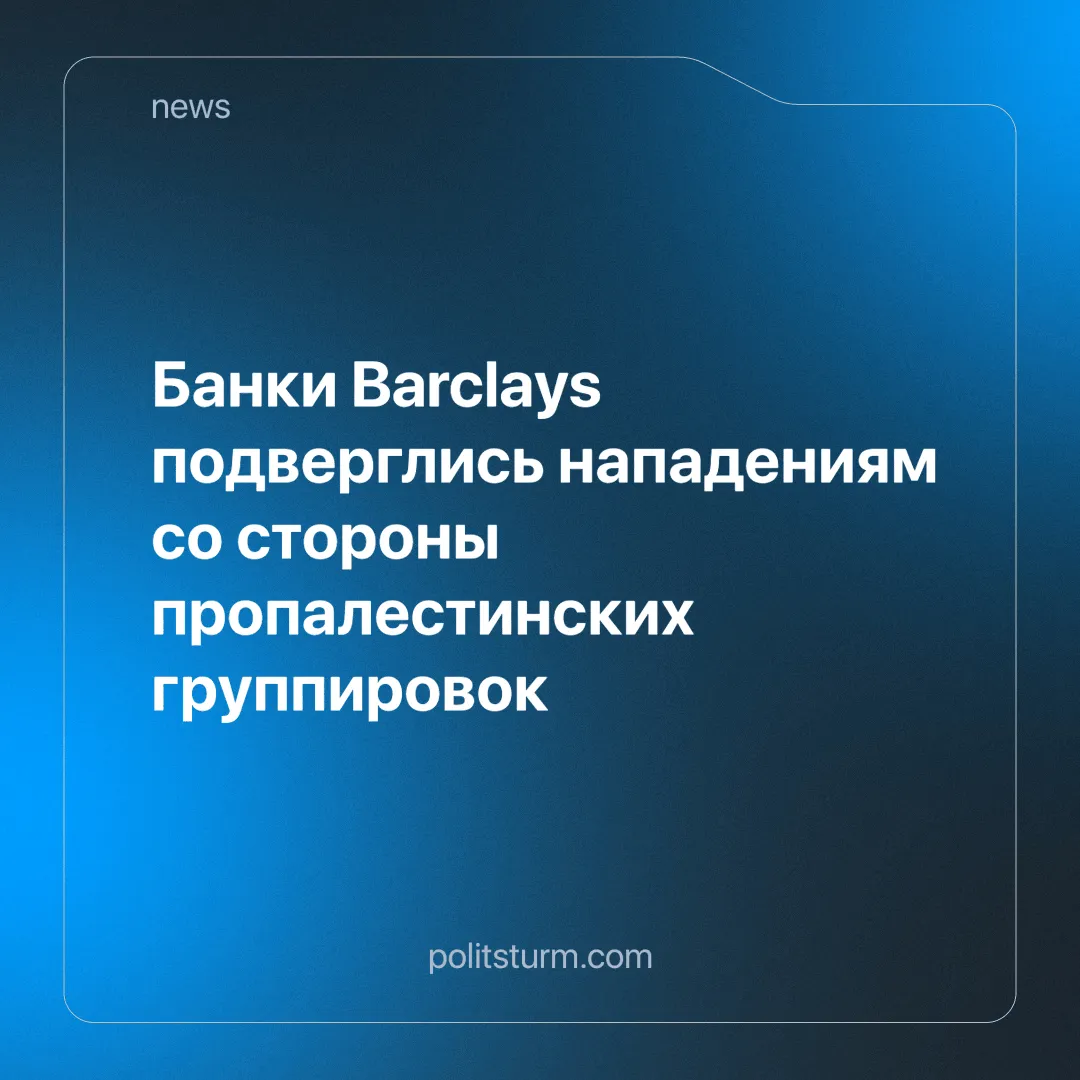 news
Банки Barclays
подверглись нападениям
со стороны
пропалестинских
группировок
politsturm.com